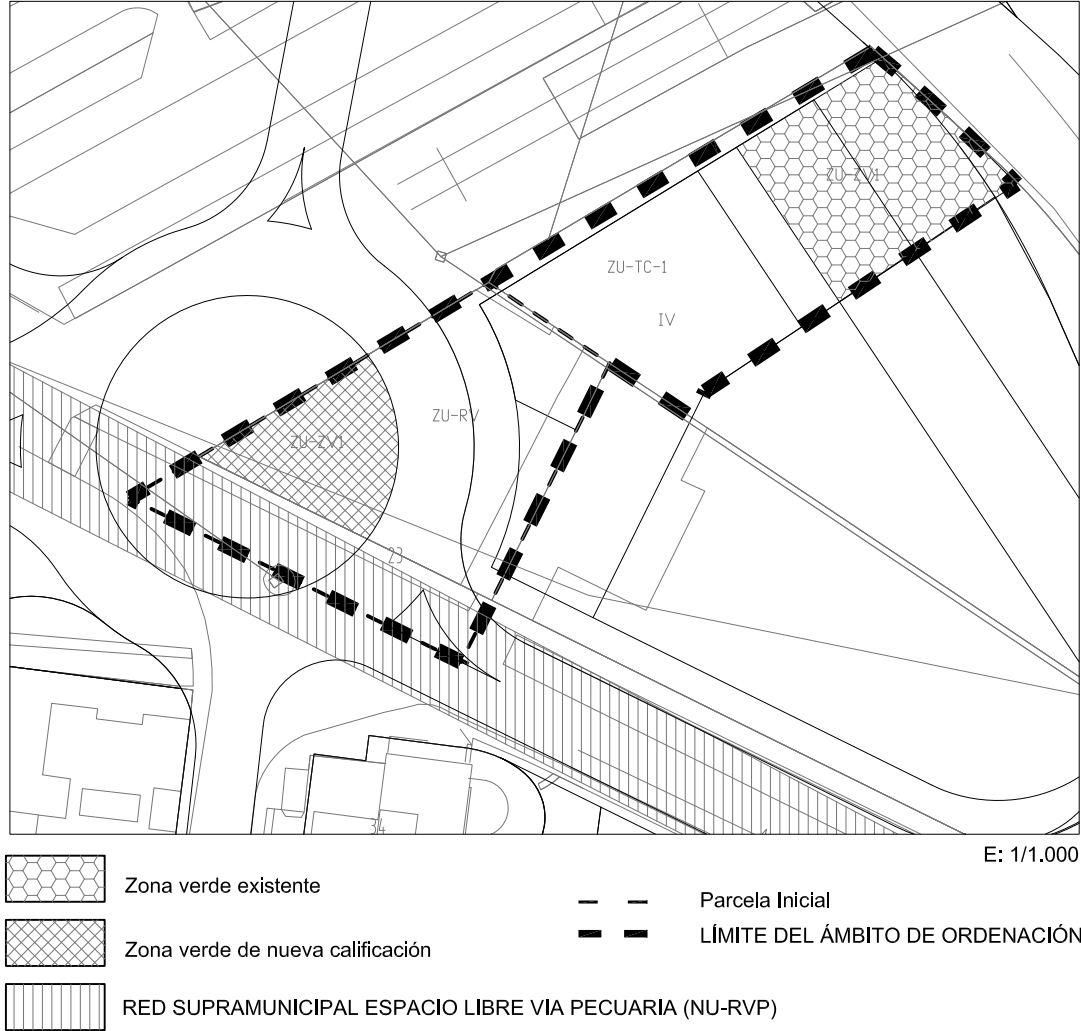 ZU-ZV1
ZU-TC-1
IV
ZU-RV
ZU-ZV1
23
34
E: 1/1.000
Zona verde existente
Parcela Inicial
Zona verde de nueva calificación
LÍMITE DEL ÁMBITO DE ORDENACIÓN
RED SUPRAMUNICIPAL ESPACIO LIBRE VIA PECUARIA (NU-RVP)